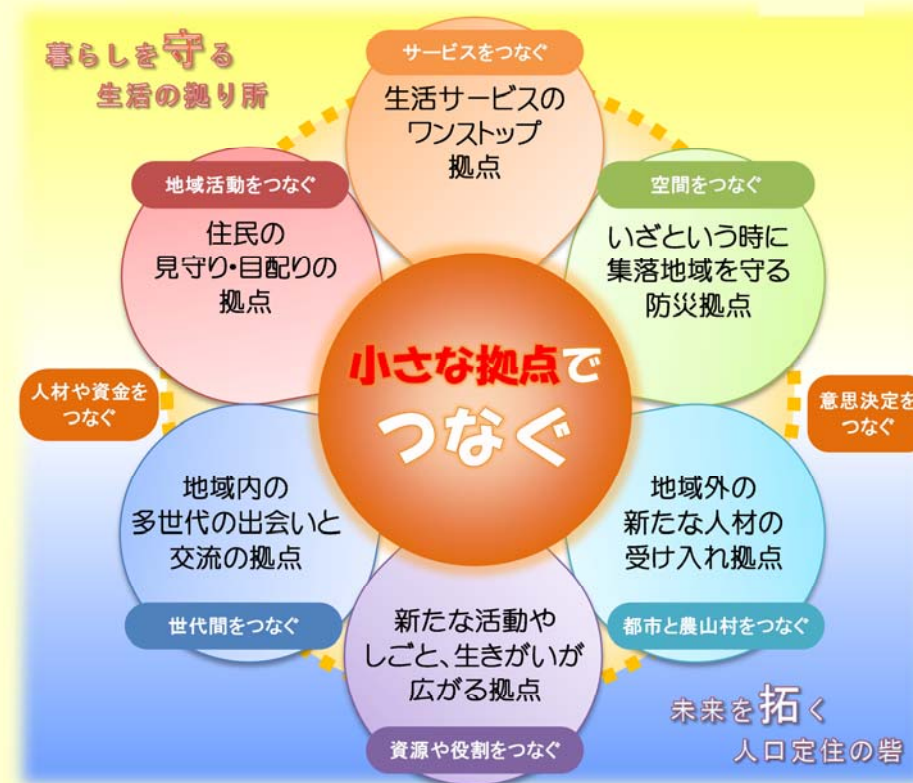 暮らしを守る
生活の拠り所
サービスをつなぐ
生活サービスの
ワンストップ
拠点
地域活動をつなぐ
住民の
見守り・目配りの
拠点
空間をつなぐ
いざという時に
集落地域を守る
防災拠点
小さな拠点で
つなぐ
人材や資金を
つなぐ
意思決定を
つなぐ
地域内の
多世代の出会いと
交流の拠点
世代間をつなぐ
地域外の
新たな人材の
受け入れ拠点
都市と農山村をつなぐ
新たな活動や
しごと、生きがいが
広がる拠点
資源や役割をつなぐ
未来を拓く
人口定住の砦